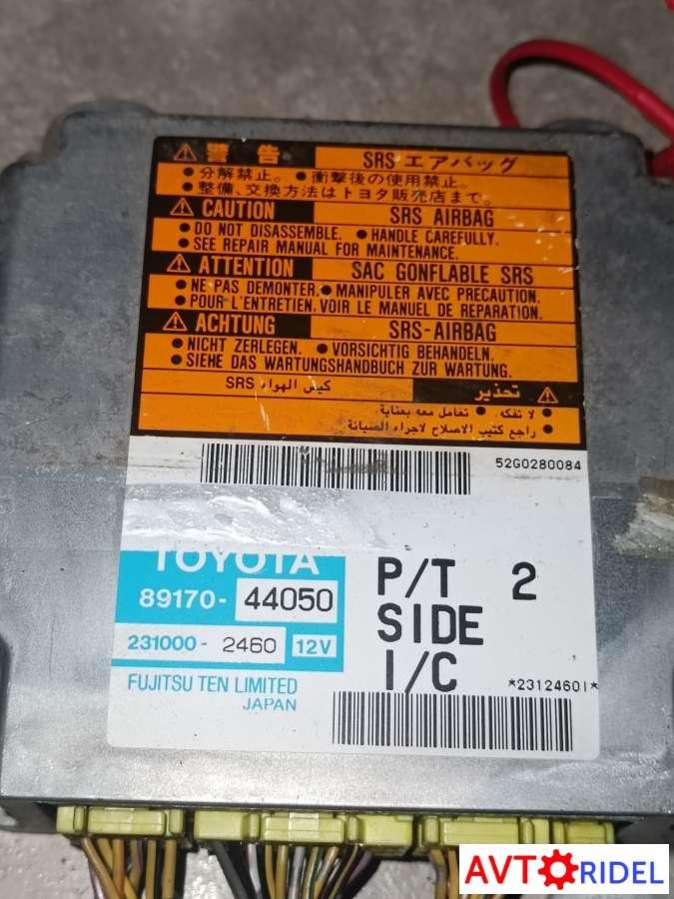 警告 SRS エアバッグ
● 分解禁止。 ● 衝撃後の使用禁止。
● 整備、交換方法はトヨタ販売店まで。
CAUTION SRS AIRBAG
● DO NOT DISASSEMBLE. ● HANDLE CAREFULLY.
● SEE REPAIR MANUAL FOR MAINTENANCE.
ATTENTION SAC GONFLABLE SRS
● NE PAS DEMONTER. ● MANIPULER AVEC PRECAUTION.
● POUR L'ENTRETIEN. VOIR LE MANUEL DE REPARATION.
ACHTUNG SRS-AIRBAG
● NICHT ZERLEGEN. ● VORSICHTIG BEHANDELN.
● SIEHE DAS WARTUNGSHANDBUCH ZUR WARTUNG.
تحذير كيس الهواء SRS
● لا تفكه. ● تعامل معه بعناية.
● راجع كتيب الاصلاح لاجراء الصيانة
52G0280084
TOYOTA
89170- 44050
231000- 2460 12V
FUJITSU TEN LIMITED
JAPAN
P/T 2
SIDE
I/C
*23124601*
AVTORIDEL